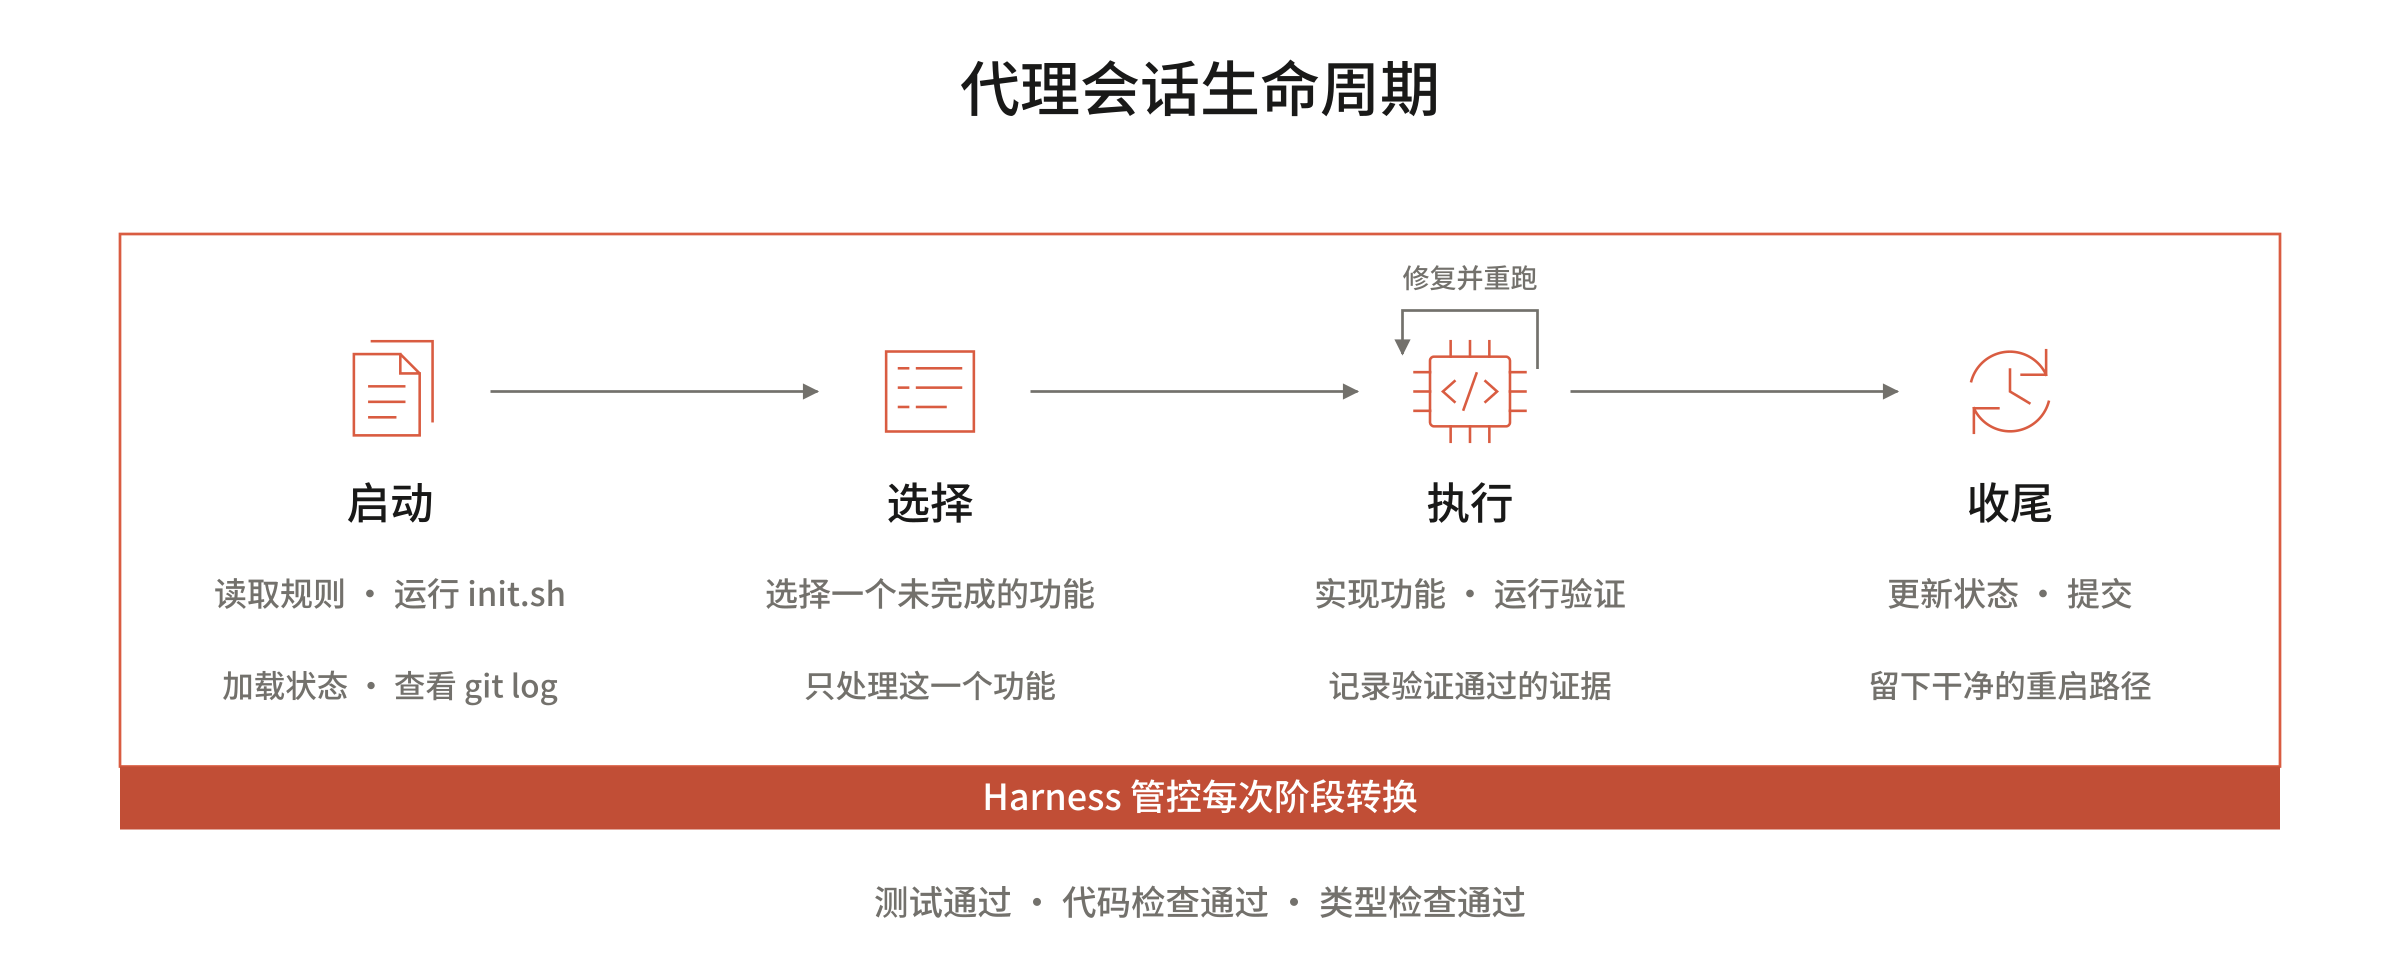 代理会话生命周期
修复并重跑
启动
读取规则 · 运行 init.sh
加载状态 · 查看 git log
选择
选择一个未完成的功能
只处理这一个功能
执行
实现功能 · 运行验证
记录验证通过的证据
收尾
更新状态 · 提交
留下干净的重启路径
Harness 管控每次阶段转换
测试通过 · 代码检查通过 · 类型检查通过